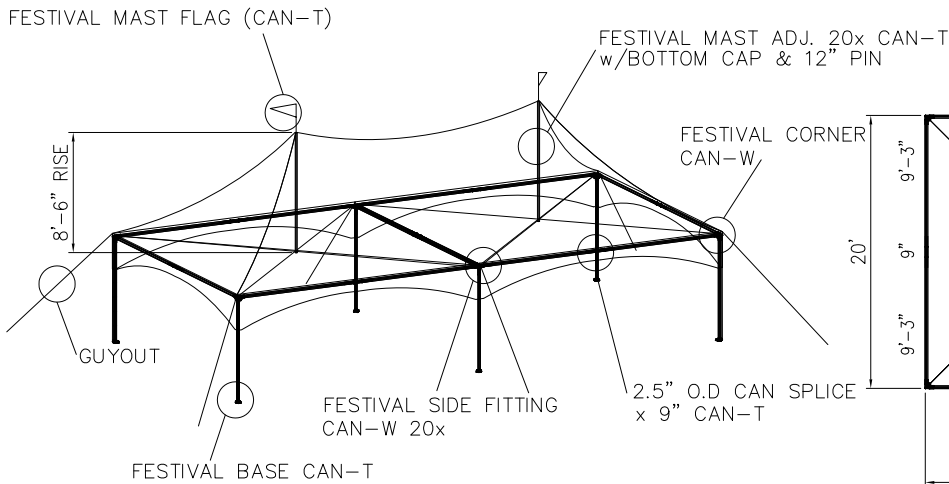 FESTIVAL MAST FLAG (CAN-T)
FESTIVAL MAST ADJ. 20x CAN-T
w/BOTTOM CAP & 12" PIN
FESTIVAL CORNER
CAN-W
8'-6" RISE
9'-3"
20'
9"
9'-3"
GUYOUT
FESTIVAL SIDE FITTING
CAN-W 20x
2.5" O.D CAN SPLICE
x 9" CAN-T
FESTIVAL BASE CAN-T